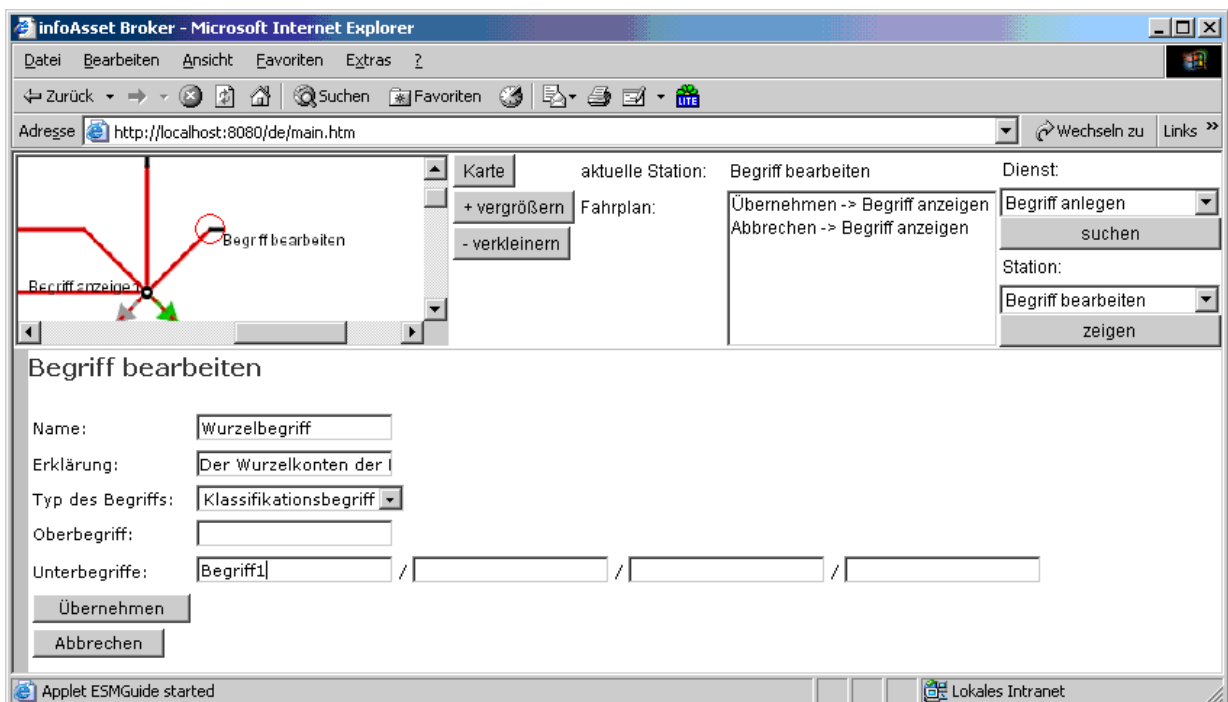 infoAsset Broker - Microsoft Internet Explorer
Datei Bearbeiten Ansicht Favoriten Extras ?
Zurück Suchen Favoriten LITE
Adresse http://localhost:8080/de/main.htm Wechseln zu Links »
Begriff bearbeiten
Begriff anzeigen
Karte
+ vergrößern
- verkleinern
aktuelle Station: Begriff bearbeiten
Fahrplan:
Übernehmen -> Begriff anzeigen
Abbrechen -> Begriff anzeigen
Dienst:
Begriff anlegen
suchen
Station:
Begriff bearbeiten
zeigen
Begriff bearbeiten
Name: Wurzelbegriff
Erklärung: Der Wurzelkonten der
Typ des Begriffs: Klassifikationsbegriff
Oberbegriff:
Unterbegriffe: Begriff1 / / /
Übernehmen
Abbrechen
Applet ESMGuide started Lokales Intranet